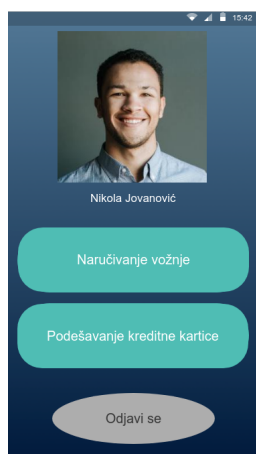 15:42
Nikola Jovanović
Naručivanje vožnje
Podešavanje kreditne kartice
Odjavi se